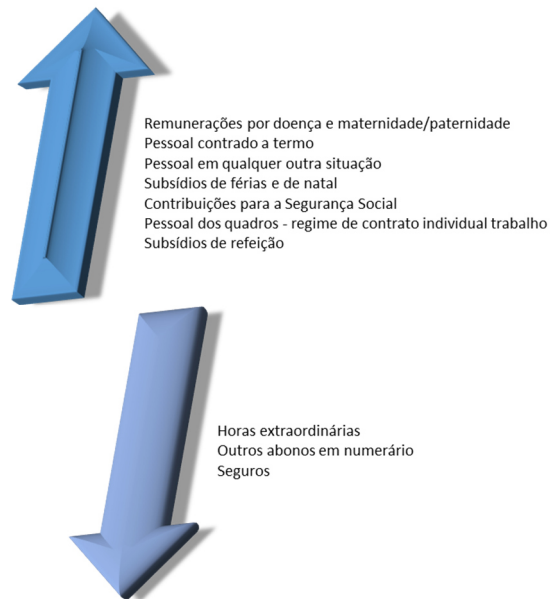 Remunerações por doença e maternidade/paternidade
Pessoal contrado a termo
Pessoal em qualquer outra situação
Subsídios de férias e de natal
Contribuições para a Segurança Social
Pessoal dos quadros - regime de contrato individual trabalho
Subsídios de refeição
Horas extraordinárias
Outros abonos em numerário
Seguros